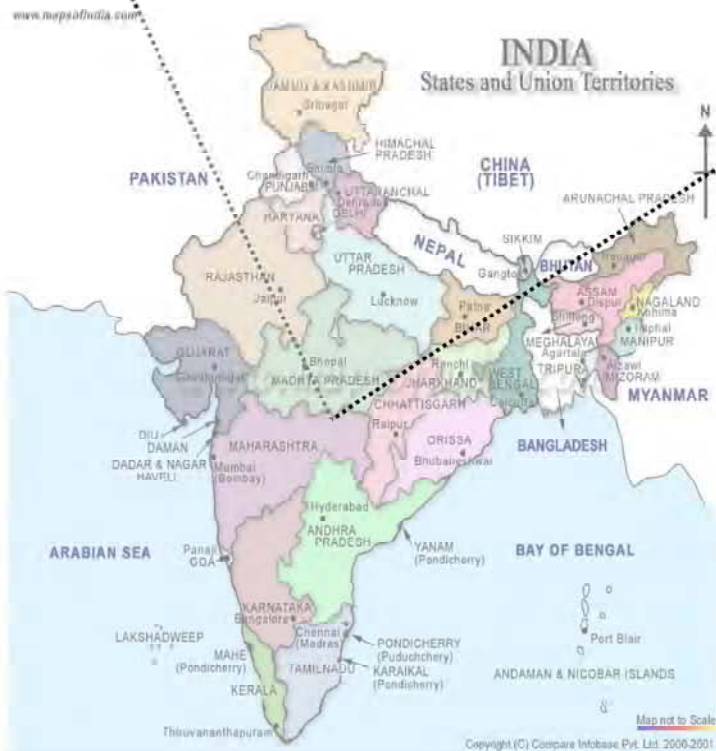 www.mapsofindia.com
INDIA
States and Union Territories
N
JAMMU & KASHMIR
Srinagar
HIMACHAL
PRADESH
Shimla
CHINA
(TIBET)
PAKISTAN
Chandigarh
PUNJAB
UTTARANCHAL
Dehradun
HARYANA
DELHI
ARUNACHAL PRADESH
NEPAL
SIKKIM
Gangtok
BHUTAN
Itanagar
RAJASTHAN
Jaipur
UTTAR
PRADESH
Lucknow
ASSAM
Dispur
NAGALAND
Kohima
Shillong
Patna
BIHAR
MEGHALAYA
Imphal
MANIPUR
GUJARAT
Gandhinagar
Bhopal
MADHYA PRADESH
Ranchi
JHARKHAND
WEST
BENGAL
Calcutta
Agartala
TRIPURA
Aizawl
MIZORAM
MYANMAR
CHHATTISGARH
Raipur
DIU
DAMAN
DADAR & NAGAR
HAVELI
MAHARASHTRA
Mumbai
(Bombay)
ORISSA
Bhubaneshwar
BANGLADESH
Hyderabad
ANDHRA
PRADESH
ARABIAN SEA
Panaji
GOA
YANAM
(Pondicherry)
BAY OF BENGAL
KARNATAKA
Bangalore
LAKSHADWEEP
Chennai
(Madras)
PONDICHERRY
(Puduchchery)
Port Blair
MAHE
(Pondicherry)
TAMILNADU
KARAIKAL
(Pondisherry)
ANDAMAN & NICOBAR ISLANDS
KERALA
Thiruvananthapuram
Map not to Scale
Copyright (C) Compare Infobase Pvt. Ltd. 2000-2001